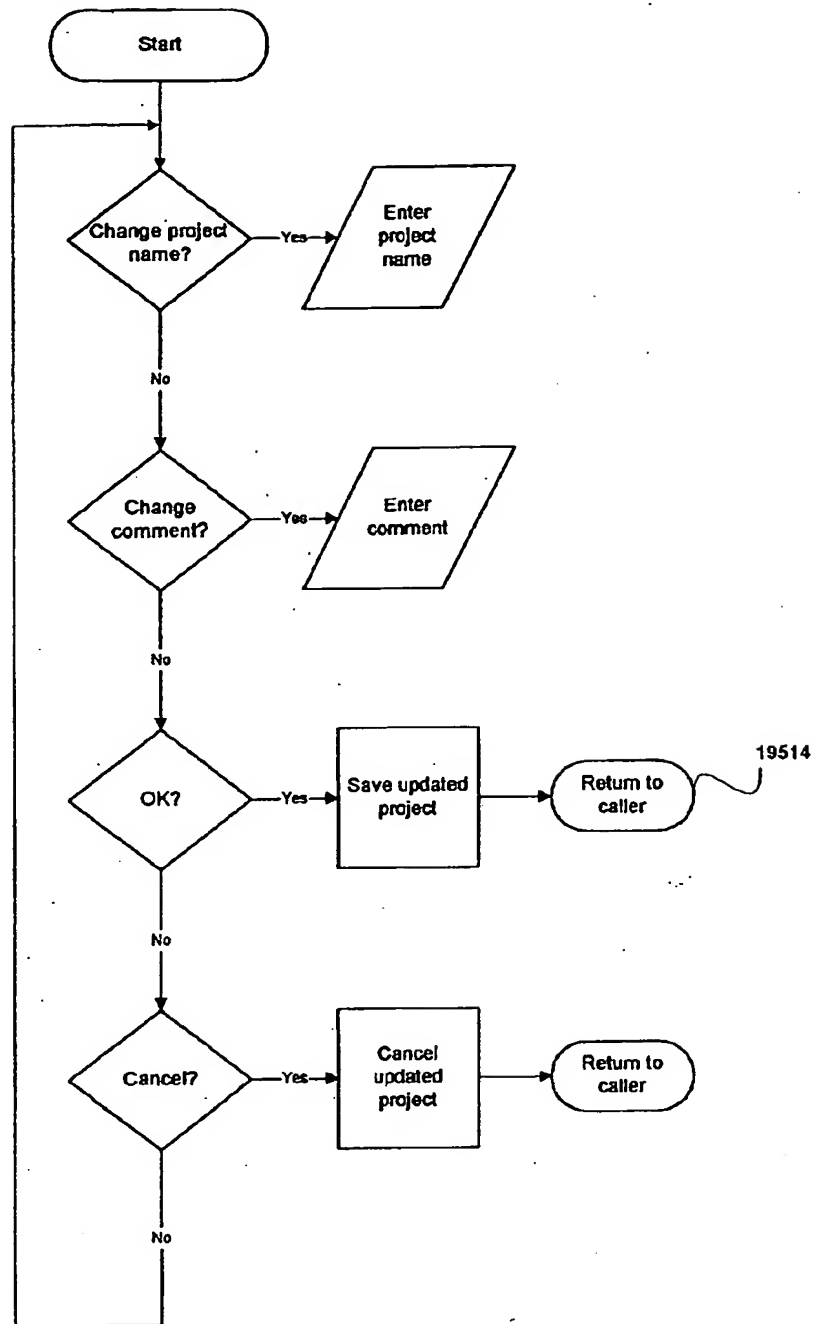 Start
Change project
name?
Yes
Enter
project
name
No
Change
comment?
Yes
Enter
comment
No
OK?
Yes
Save updated
project
Return to
caller
19514
No
Cancel?
Yes
Cancel
updated
project
Return to
caller
No